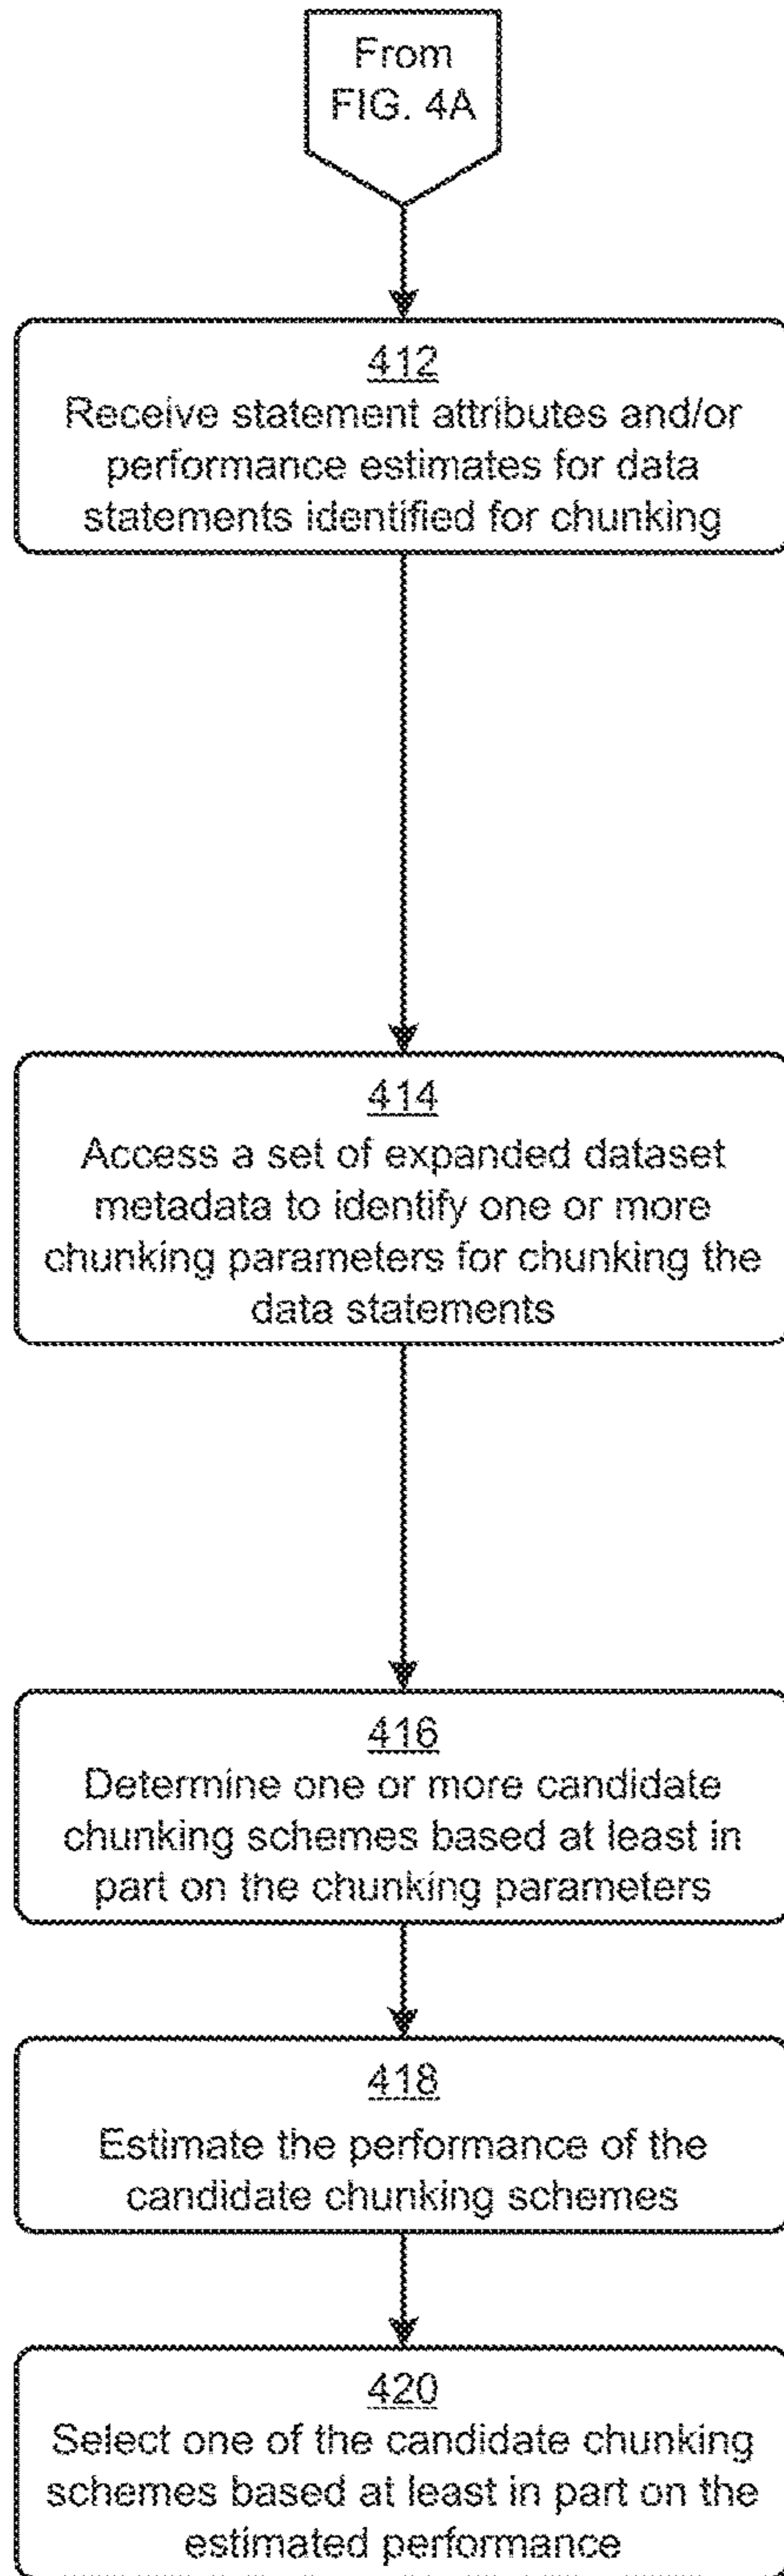 From
FIG. 4A
412
Receive statement attributes and/or
performance estimates for data
statements identified for chunking
414
Access a set of expanded dataset
metadata to identify one or more
chunking parameters for chunking the
data statements
416
Determine one or more candidate
chunking schemes based at least in
part on the chunking parameters
418
Estimate the performance of the
candidate chunking schemes
420
Select one of the candidate chunking
schemes based at least in part on the
estimated performance